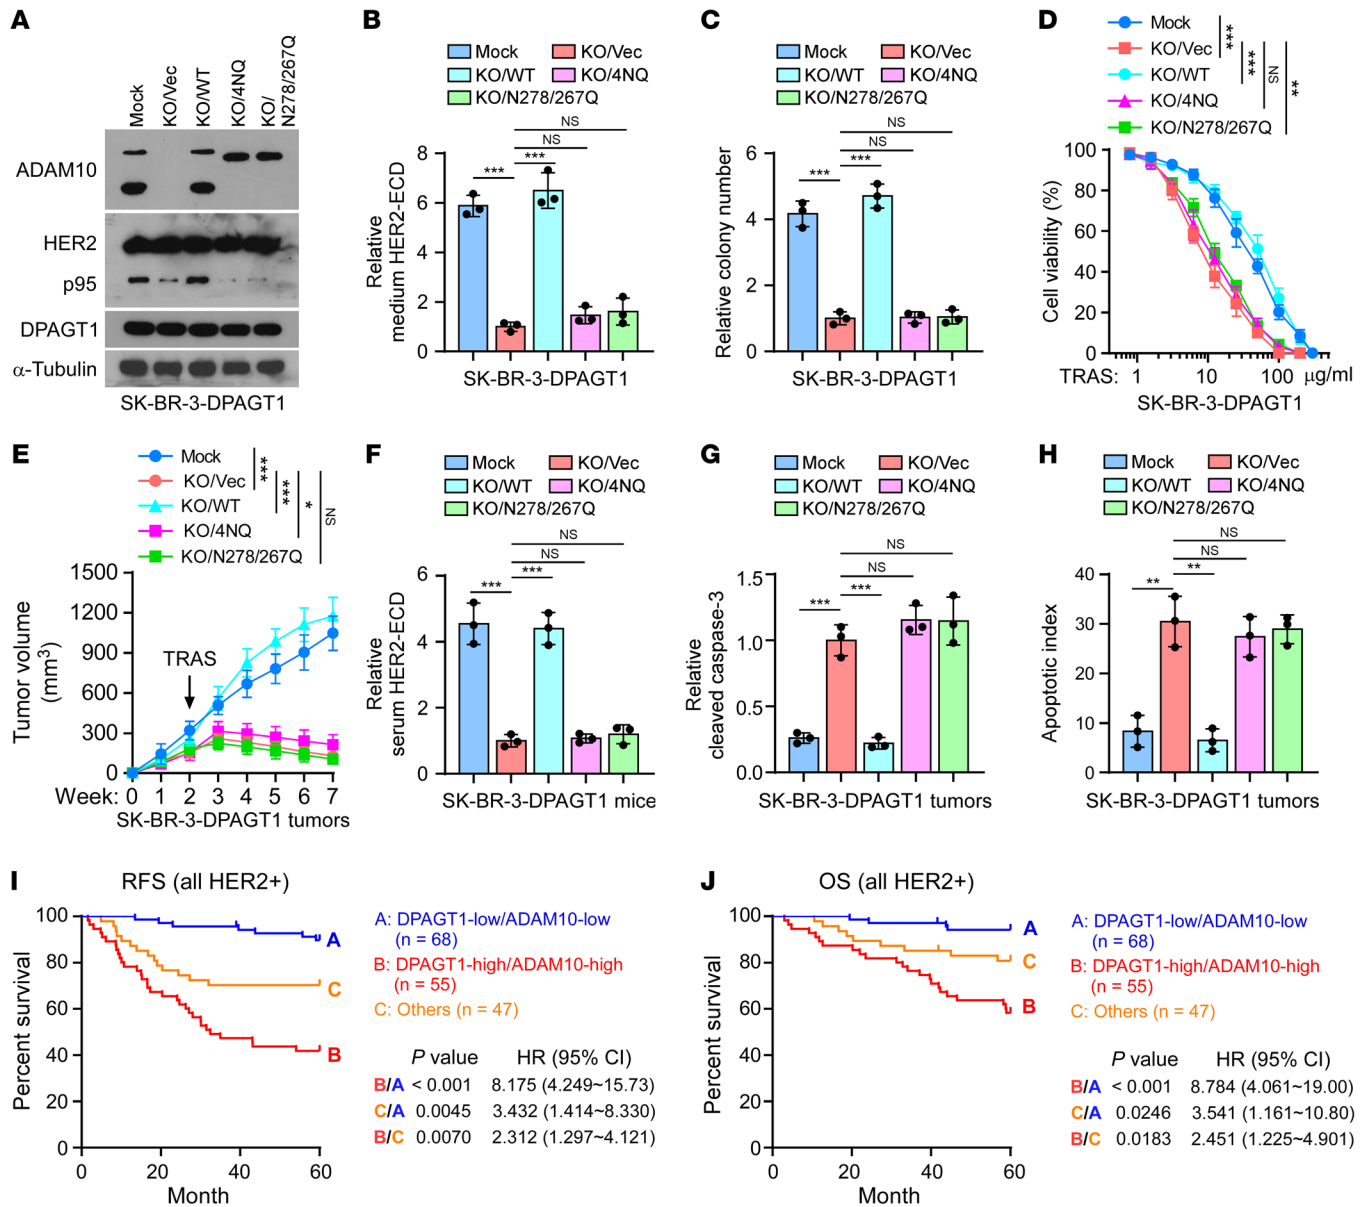 A
Mock
KO/Vec
KO/WT
KO/4NQ
KO/
N278/267Q
ADAM10
HER2
p95
DPAGT1
α-Tubulin
SK-BR-3-DPAGT1
B
Mock
KO/Vec
KO/WT
KO/4NQ
KO/N278/267Q
NS
NS
***
***
Relative
medium HER2-ECD
8
6
4
2
0
SK-BR-3-DPAGT1
C
Mock
KO/Vec
KO/WT
KO/4NQ
KO/N278/267Q
NS
NS
***
***
Relative colony number
6
4
2
0
SK-BR-3-DPAGT1
D
Mock
KO/Vec
KO/WT
KO/4NQ
KO/N278/267Q
***
***
NS
**
Cell viability (%)
100
80
60
40
20
0
TRAS: 1 10 100 μg/ml
SK-BR-3-DPAGT1
E
Mock
KO/Vec
KO/WT
KO/4NQ
KO/N278/267Q
***
***
*
NS
Tumor volume
(mm3)
1500
1200
900
600
300
0
TRAS
Week: 0 1 2 3 4 5 6 7
SK-BR-3-DPAGT1 tumors
F
Mock
KO/Vec
KO/WT
KO/4NQ
KO/N278/267Q
NS
NS
***
***
Relative
serum HER2-ECD
6
4
2
0
SK-BR-3-DPAGT1 mice
G
Mock
KO/Vec
KO/WT
KO/4NQ
KO/N278/267Q
NS
NS
***
***
Relative
cleaved caspase-3
1.5
1.0
0.5
0.0
SK-BR-3-DPAGT1 tumors
H
Mock
KO/Vec
KO/WT
KO/4NQ
KO/N278/267Q
NS
NS
**
**
Apoptotic index
40
30
20
10
0
SK-BR-3-DPAGT1 tumors
I
RFS (all HER2+)
Percent survival
100
80
60
40
20
0
A
C
B
0 20 40 60
Month
A: DPAGT1-low/ADAM10-low
(n = 68)
B: DPAGT1-high/ADAM10-high
(n = 55)
C: Others (n = 47)
P value HR (95% CI)
B/A < 0.001 8.175 (4.249~15.73)
C/A 0.0045 3.432 (1.414~8.330)
B/C 0.0070 2.312 (1.297~4.121)
J
OS (all HER2+)
Percent survival
100
80
60
40
20
0
A
C
B
0 20 40 60
Month
A: DPAGT1-low/ADAM10-low
(n = 68)
B: DPAGT1-high/ADAM10-high
(n = 55)
C: Others (n = 47)
P value HR (95% CI)
B/A < 0.001 8.784 (4.061~19.00)
C/A 0.0246 3.541 (1.161~10.80)
B/C 0.0183 2.451 (1.225~4.901)